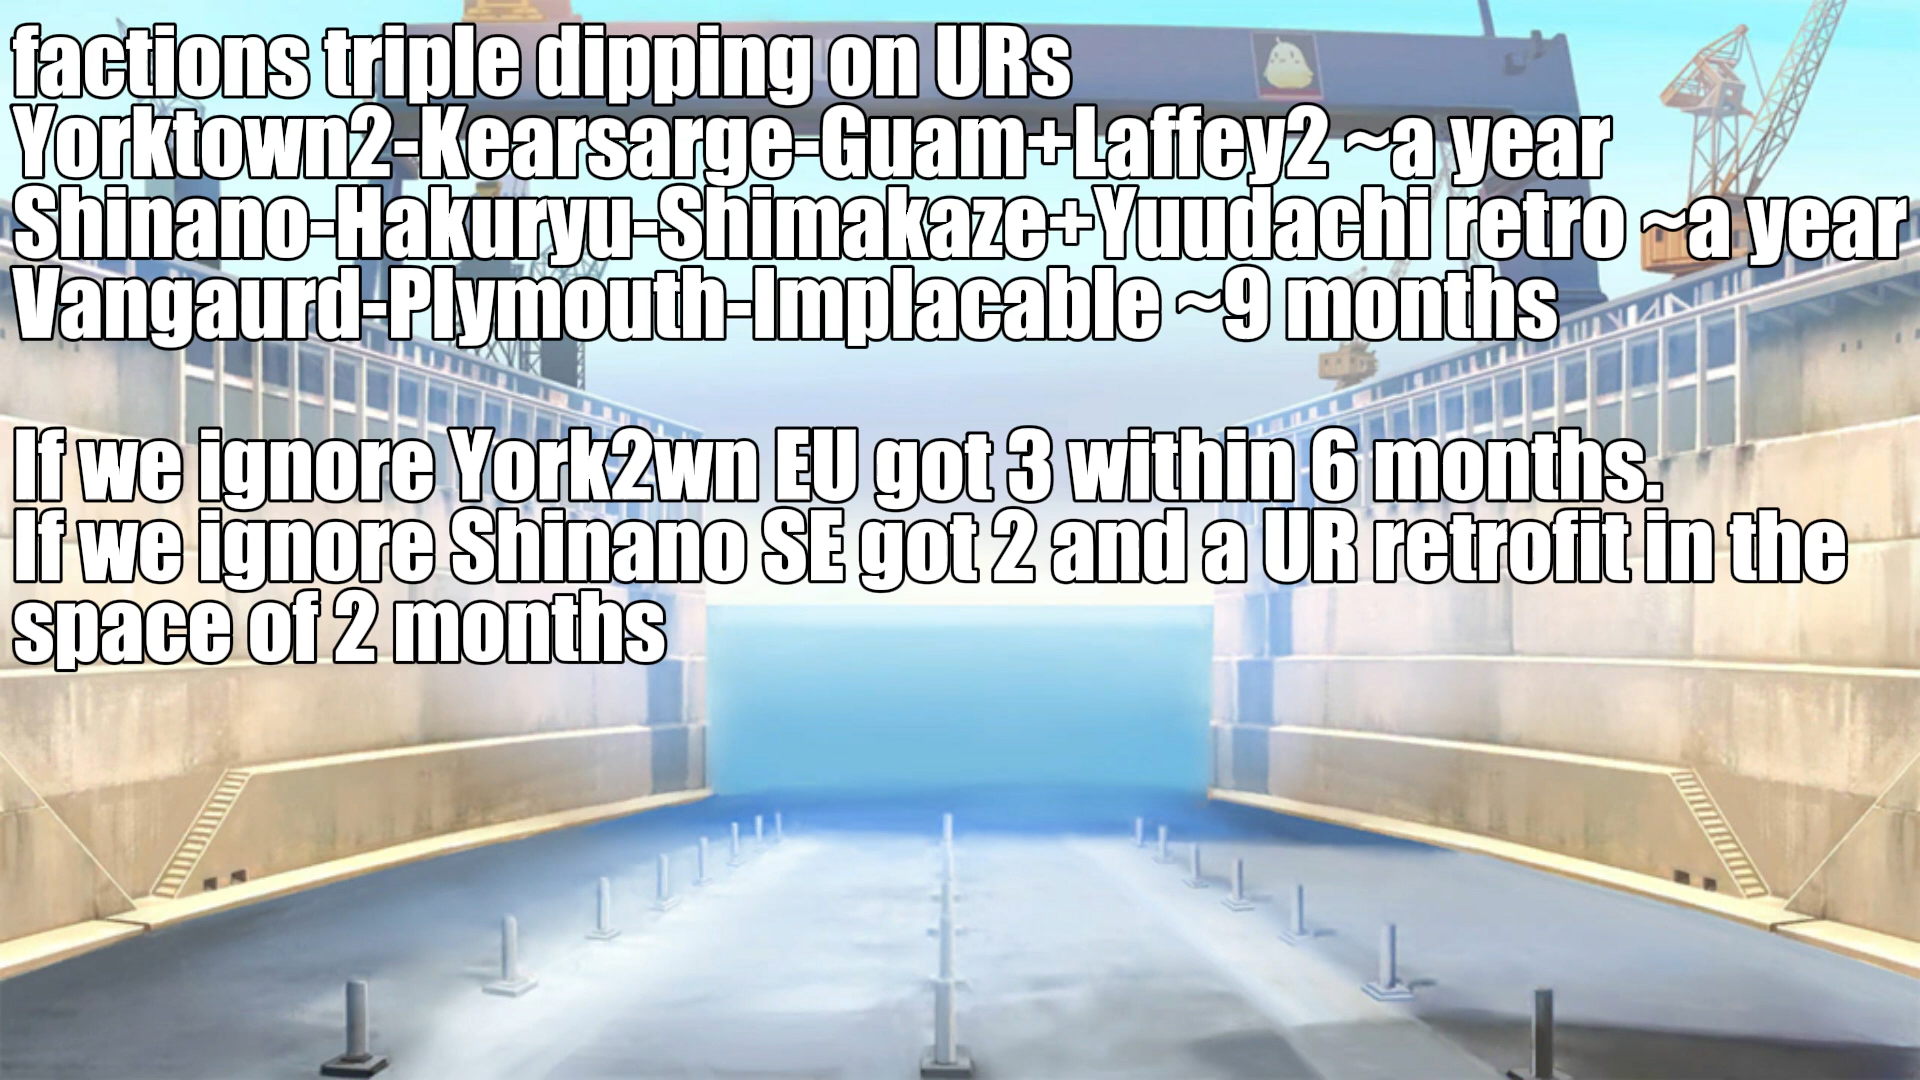 factions triple dipping on URs
Yorktown2-Kearsarge-Guam+Laffey2 ~a year
Shinano-Hakuryu-Shimakaze+Yuudachi retro ~a year
Vangaurd-Plymouth-Implacable ~9 months
If we ignore York2wn EU got 3 within 6 months.
If we ignore Shinano SE got 2 and a UR retrofit in the
space of 2 months